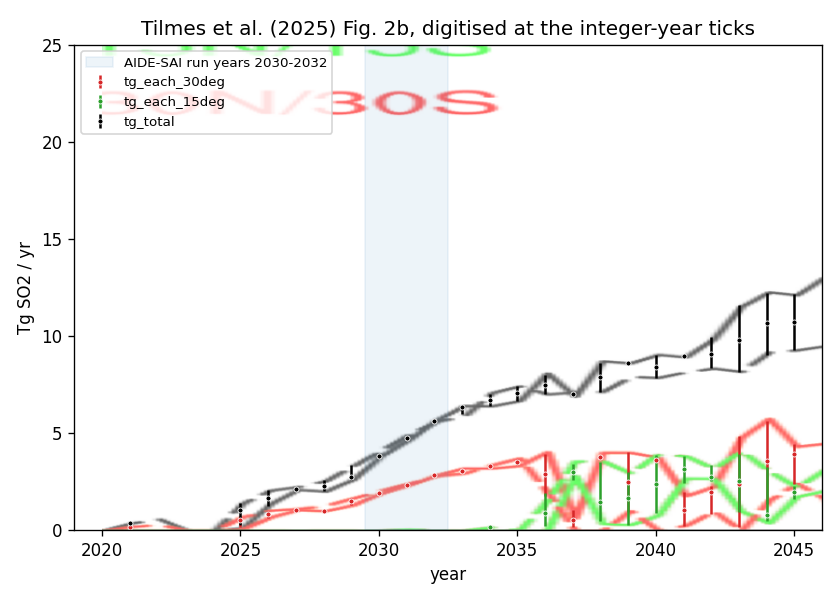 Tilmes et al. (2025) Fig. 2b, digitised at the integer-year ticks
AIDE-SAI run years 2030-2032
tg_each_30deg
tg_each_15deg
tg_total
30N/30S
25
20
15
10
5
0
Tg SO2 / yr
2020
2025
2030
2035
2040
2045
year